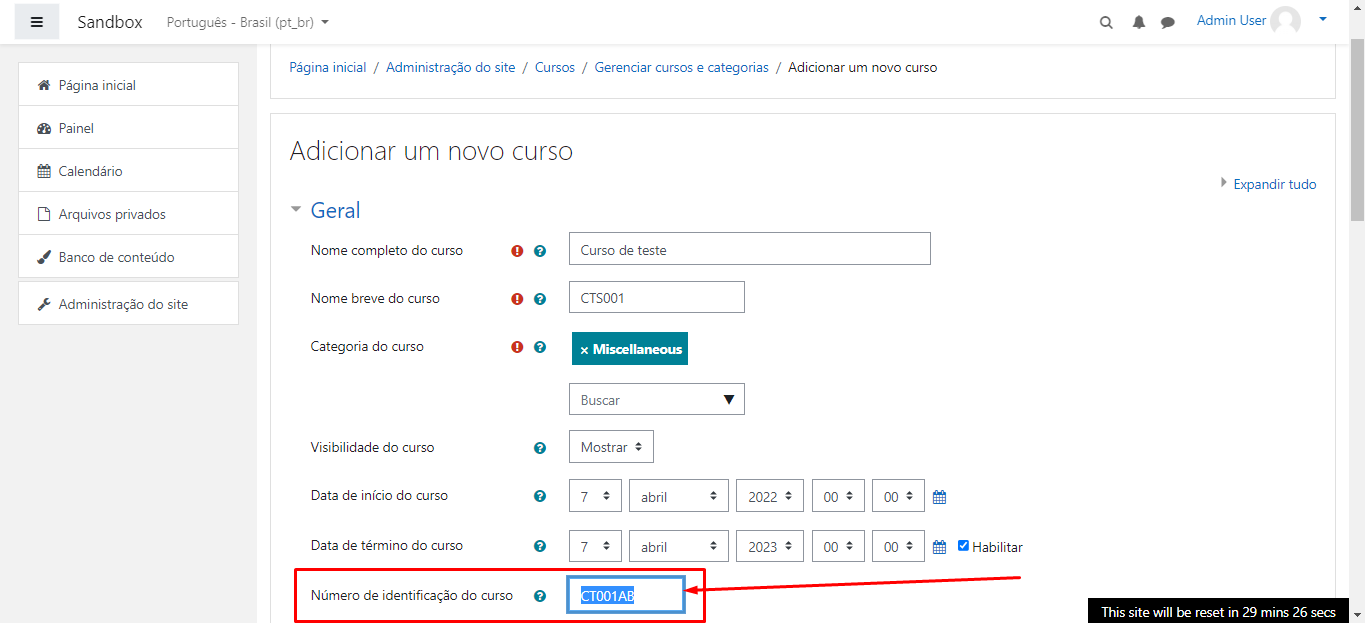 Sandbox Português - Brasil (pt_br) Admin User
Página inicial / Administração do site / Cursos / Gerenciar cursos e categorias / Adicionar um novo curso
Página inicial
Painel
Calendário
Arquivos privados
Banco de conteúdo
Administração do site
Adicionar um novo curso
Expandir tudo
Geral
Nome completo do curso Curso de teste
Nome breve do curso CTS001
Categoria do curso × Miscellaneous
Buscar
Visibilidade do curso Mostrar
Data de início do curso 7 abril 2022 00 00
Data de término do curso 7 abril 2023 00 00 Habilitar
Número de identificação do curso CT001AB
This site will be reset in 29 mins 26 secs